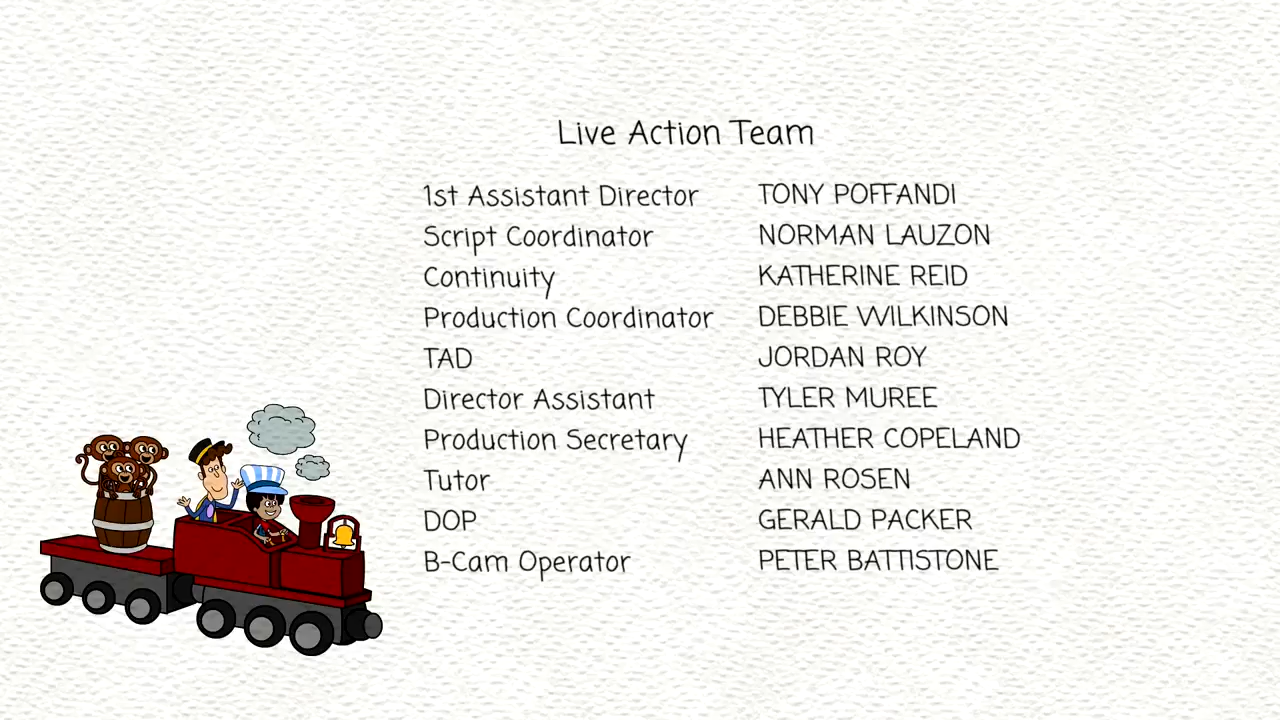 Live Action Team
1st Assistant Director TONY POFFANDI
Script Coordinator NORMAN LAUZON
Continuity KATHERINE REID
Production Coordinator DEBBIE WILKINSON
TAD JORDAN ROY
Director Assistant TYLER MUREE
Production Secretary HEATHER COPELAND
Tutor ANN ROSEN
DOP GERALD PACKER
B-Cam Operator PETER BATTISTONE